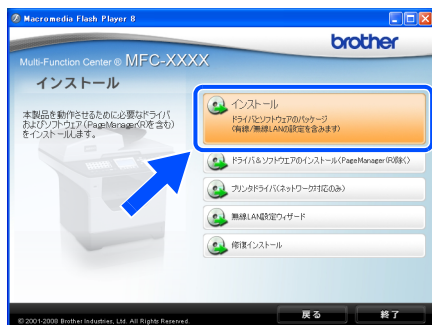 Macromedia Flash Player 8
brother
Multi-Function Center ® MFC-XXXX
インストール
本製品を動作させるために必要なドライバ
およびソフトウェア(PageManager(R)を含む)
をインストールします。
インストール
ドライバとソフトウェアのパッケージ
(有線/無線LANの設定を含みます)
ドライバ&ソフトウェアのインストール(PageManager(R)除く)
プリンタドライバ(ネットワーク対応のみ)
無線LAN設定ウィザード
修復インストール
© 2001-2008 Brother Industries, Ltd. All Rights Reserved.
戻る
終了